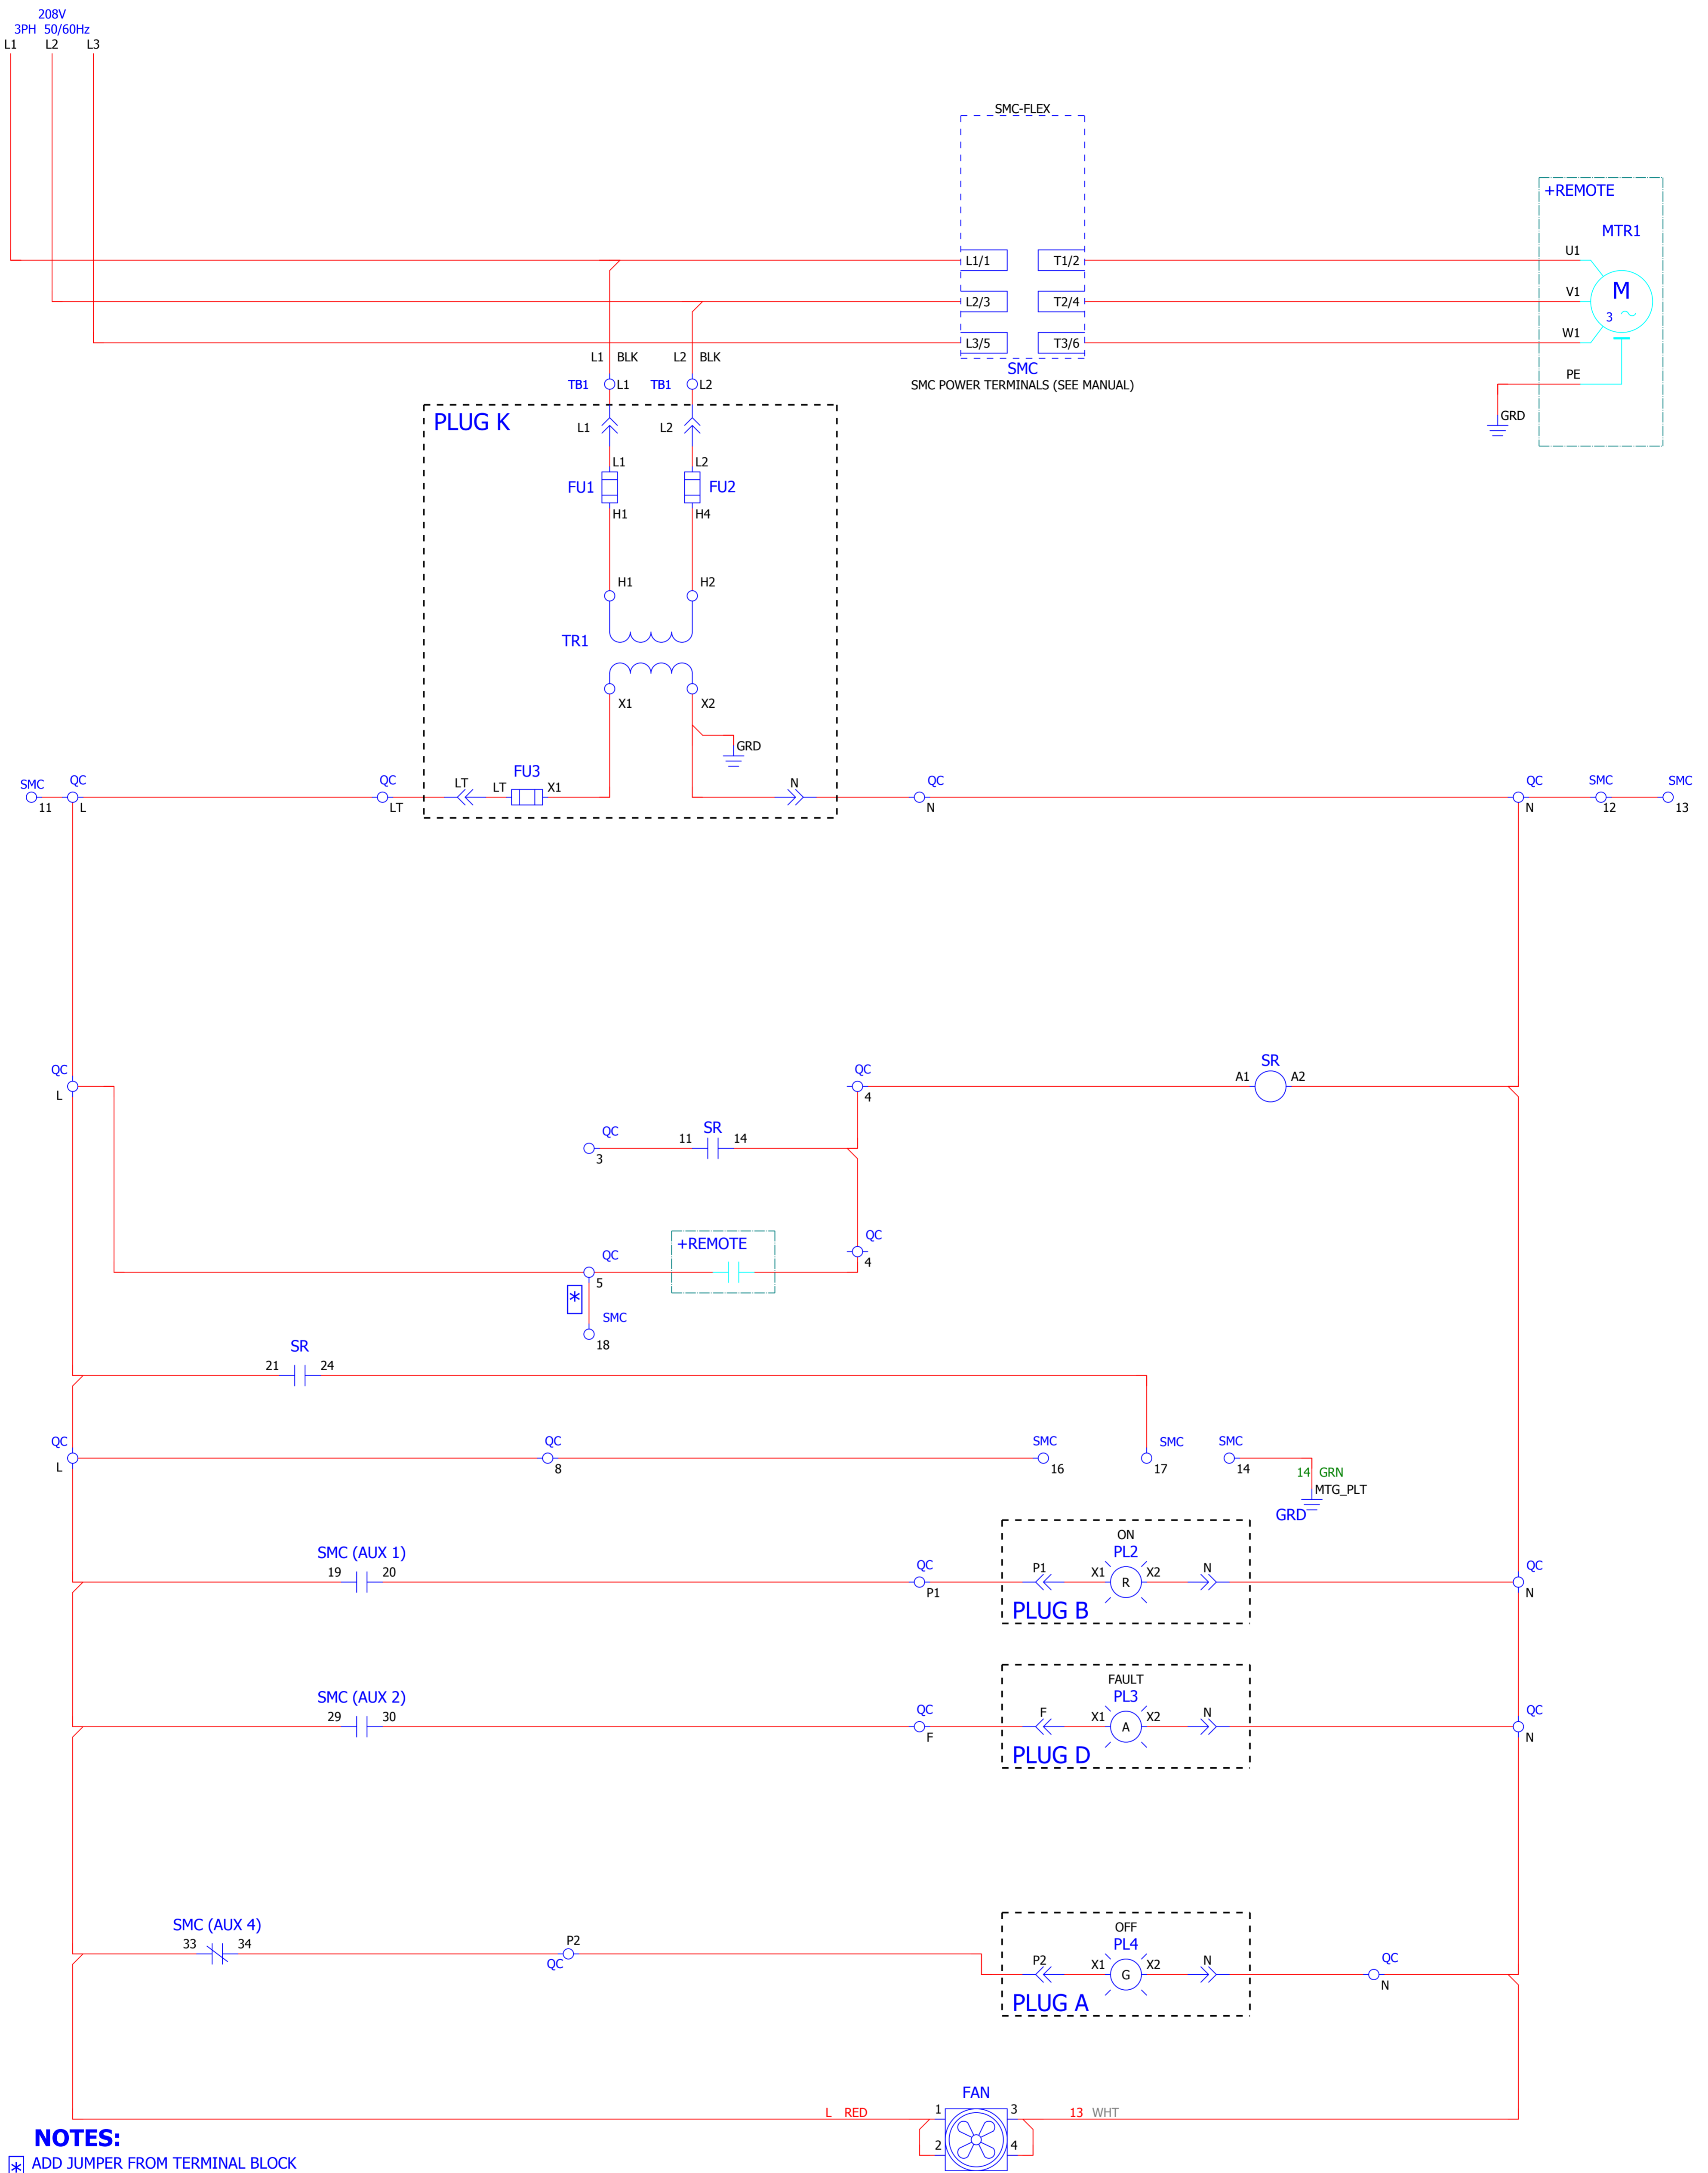 208V
3PH 50/60Hz
L1 L2 L3
SMC-FLEX
+REMOTE
MTR1
L1/1 T1/2 U1
L2/3 T2/4 V1 M
3
L3/5 T3/6 W1
SMC
SMC POWER TERMINALS (SEE MANUAL)
PE
GRD
L1 BLK L2 BLK
TB1 L1 TB1 L2
PLUG K
L1 L2
L1 L2
FU1 FU2
H1 H4
H1 H2
TR1
X1 X2
GRD
SMC QC QC LT LT FU3 X1 N QC QC SMC SMC
11 L LT N N 12 13
QC QC SR
L 4 A1 A2
QC 11 SR 14
3
QC
4
+REMOTE
QC
5
*
SMC
18
SR
21 24
QC QC SMC SMC SMC
L 8 16 17 14
14 GRN
MTG_PLT
GRD
ON
SMC (AUX 1) PL2
19 20 QC P1 X1 R X2 N QC
P1 N
PLUG B
FAULT
SMC (AUX 2) PL3
29 30 QC F X1 A X2 N QC
F N
PLUG D
OFF
SMC (AUX 4) PL4
33 34 P2
QC
P2 X1 G X2 N QC
N
PLUG A
FAN
L RED 1 3 13 WHT
2 4
NOTES:
* ADD JUMPER FROM TERMINAL BLOCK